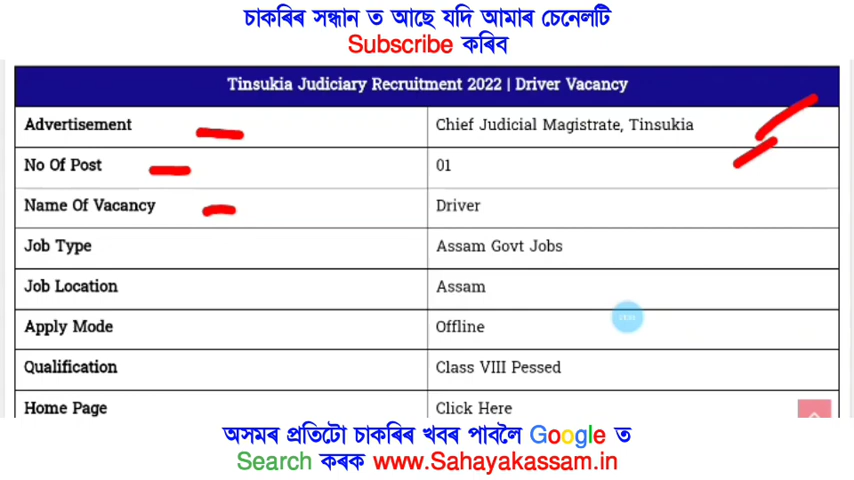 চাকৰিৰ সন্ধান ত আছে যদি আমাৰ চেনেলটি
Subscribe কৰিব
Tinsukia Judiciary Recruitment 2022 | Driver Vacancy
Advertisement Chief Judicial Magistrate, Tinsukia
No Of Post 01
Name Of Vacancy Driver
Job Type Assam Govt Jobs
Job Location Assam
Apply Mode Offline
Qualification Class VIII Pessed
Home Page Click Here
অসমৰ প্ৰতিটো চাকৰিৰ খবৰ পাবলৈ Google ত
Search কৰক www.Sahayakassam.in